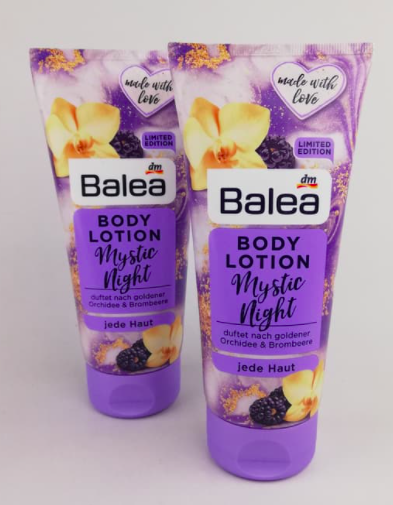 made with
love
LIMITED
EDITION
dm
Balea
BODY
LOTION
Mystic
Night
duftet nach goldener
Orchidee & Brombeere
jede Haut
made with
love
LIMITED
EDITION
dm
Balea
BODY
LOTION
Mystic
Night
duftet nach goldener
Orchidee & Brombeere
jede Haut